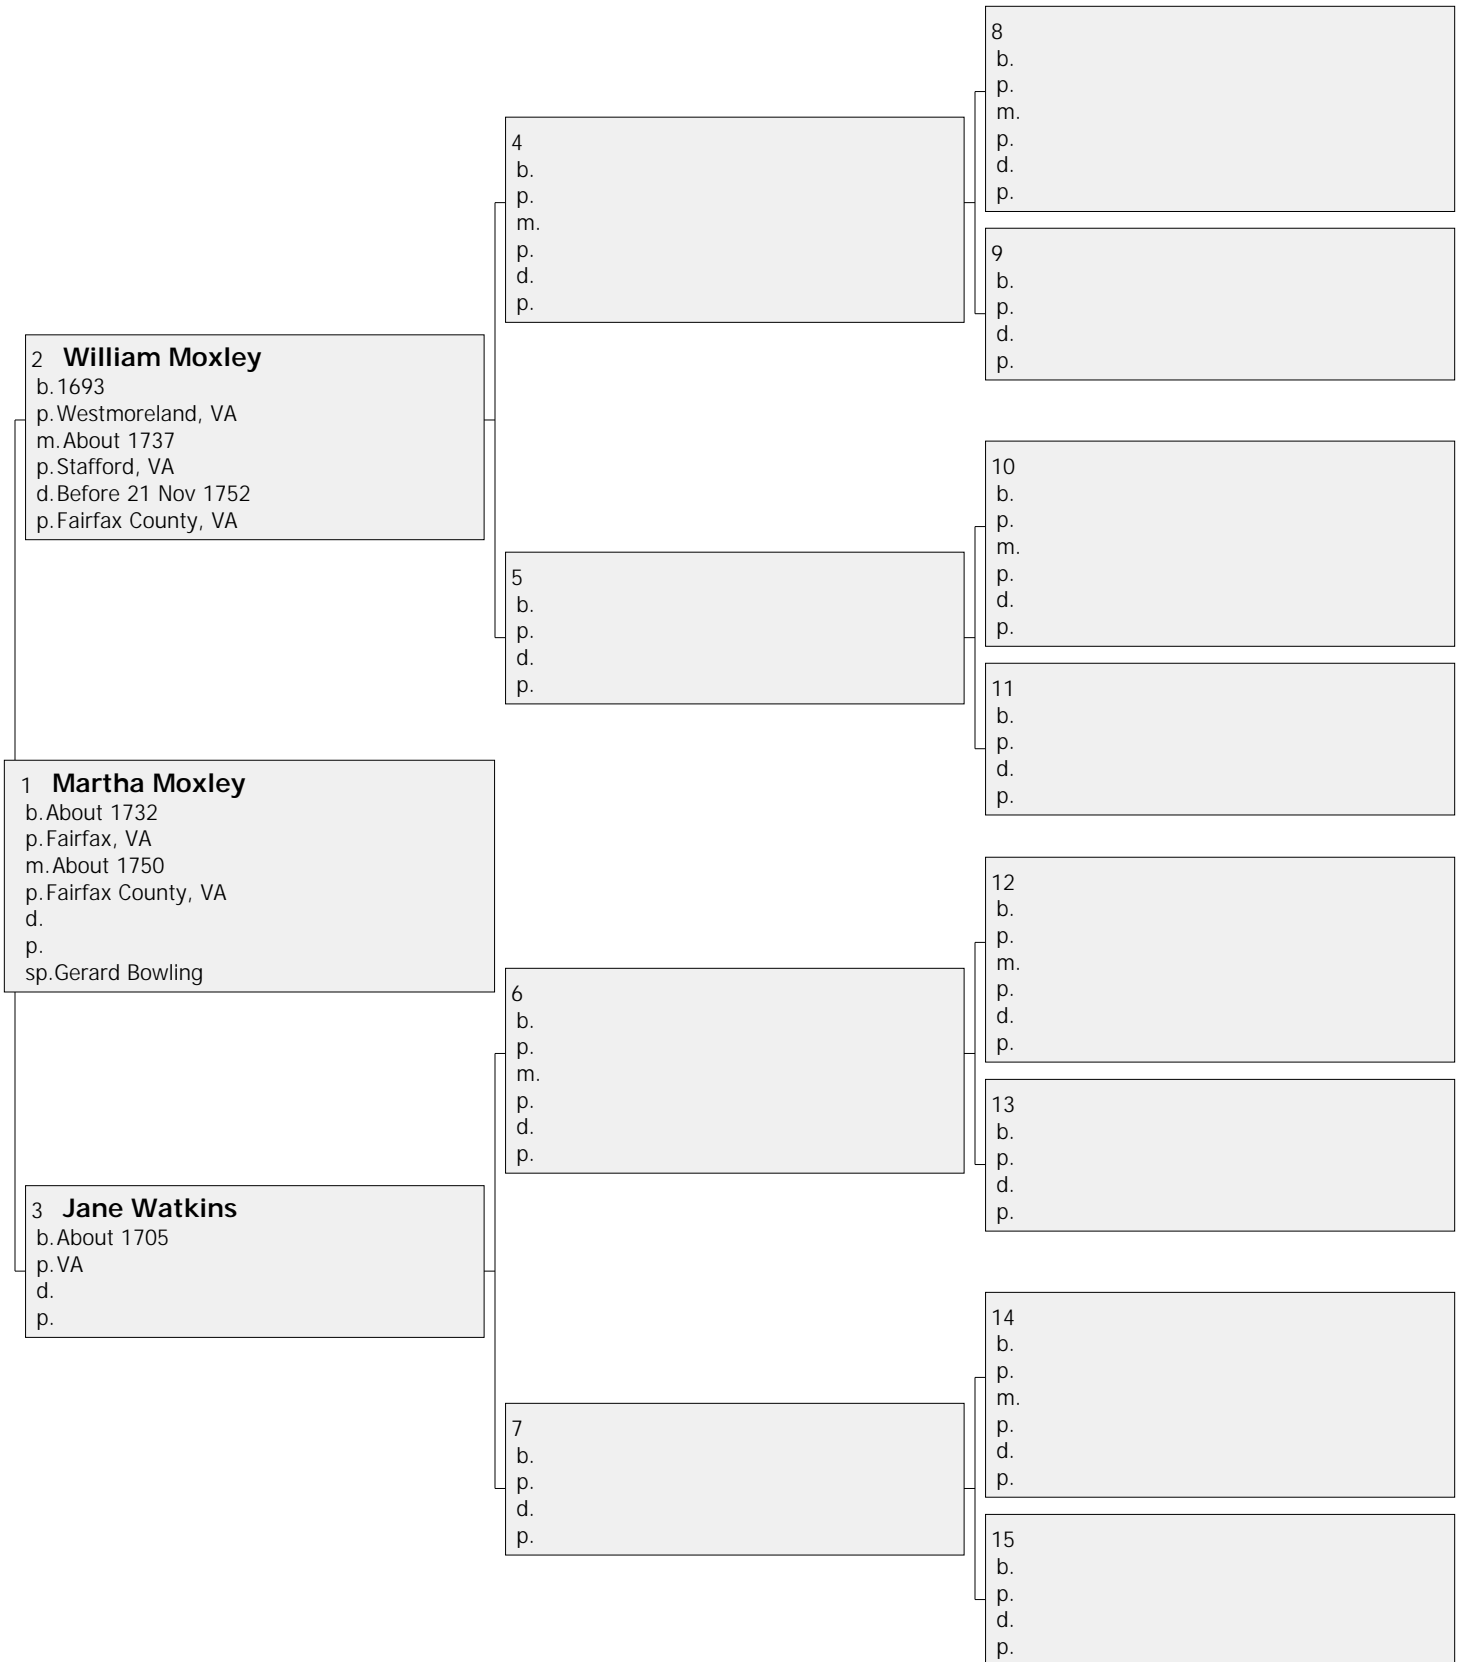 8
b.
p.
m.
p.
d.
p.
4
b.
p.
m.
p.
d.
p.
9
b.
p.
d.
p.
2 William Moxley
b.1693
p.Westmoreland, VA
m.About 1737
p.Stafford, VA
d.Before 21 Nov 1752
p.Fairfax County, VA
10
b.
p.
m.
p.
d.
p.
5
b.
p.
d.
p.
11
b.
p.
d.
p.
1 Martha Moxley
b.About 1732
p.Fairfax, VA
m.About 1750
p.Fairfax County, VA
d.
p.
sp.Gerard Bowling
12
b.
p.
m.
p.
d.
p.
6
b.
p.
m.
p.
d.
p.
13
b.
p.
d.
p.
3 Jane Watkins
b.About 1705
p.VA
d.
p.
14
b.
p.
m.
p.
d.
p.
7
b.
p.
d.
p.
15
b.
p.
d.
p.